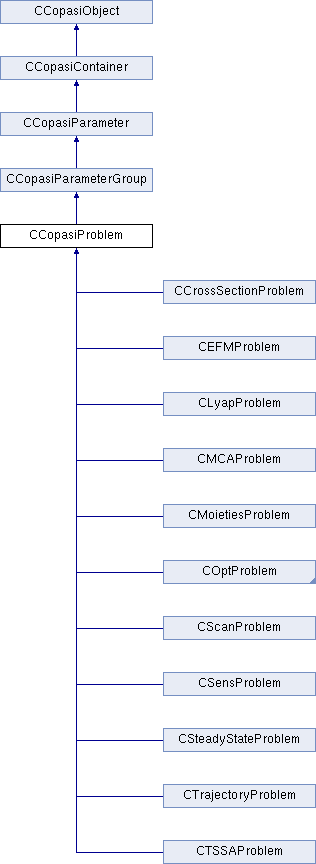 CCopasiObject
CCopasiContainer
CCopasiParameter
CCopasiParameterGroup
CCopasiProblem
CCrossSectionProblem
CEFMProblem
CLyapProblem
CMCAProblem
CMoietiesProblem
COptProblem
CScanProblem
CSensProblem
CSteadyStateProblem
CTrajectoryProblem
CTSSAProblem